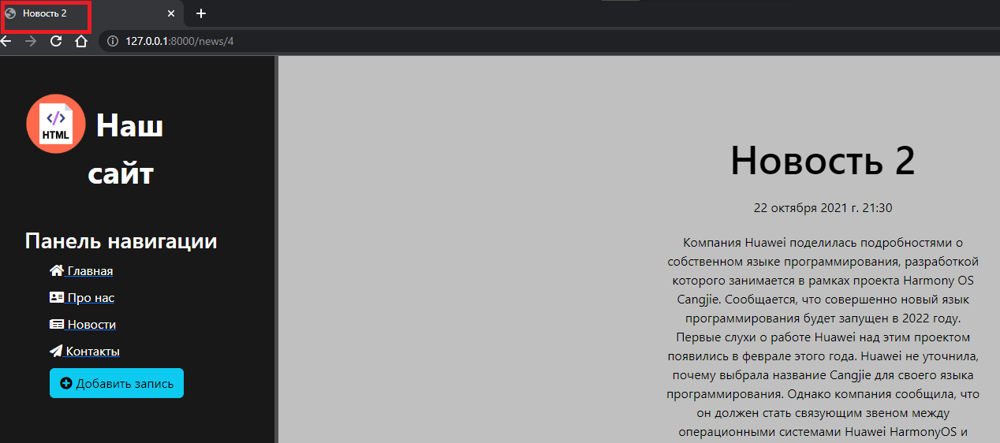 Новость 2
127.0.0.1:8000/news/4
</>
HTML
Наш
сайт
Панель навигации
Главная
Про нас
Новости
Контакты
Добавить запись
Новость 2
22 октября 2021 г. 21:30
Компания Huawei поделилась подробностями о
собственном языке программирования, разработкой
которого занимается в рамках проекта Harmony OS
Cangjie. Сообщается, что совершенно новый язык
программирования будет запущен в 2022 году.
Первые слухи о работе Huawei над этим проектом
появились в феврале этого года. Huawei не уточнила,
почему выбрала название Cangjie для своего языка
программирования. Однако компания сообщила, что
он должен стать связующим звеном между
операционными системами Huawei HarmonyOS и